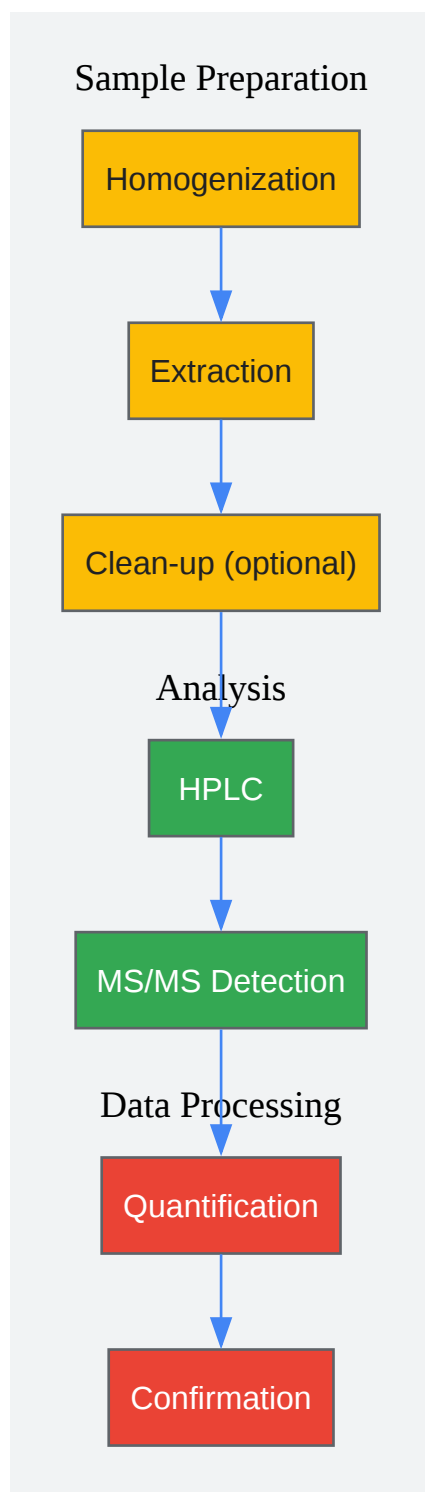 Sample Preparation
Homogenization
Extraction
Clean-up (optional)
Analysis
HPLC
MS/MS Detection
Data Processing
Quantification
Confirmation